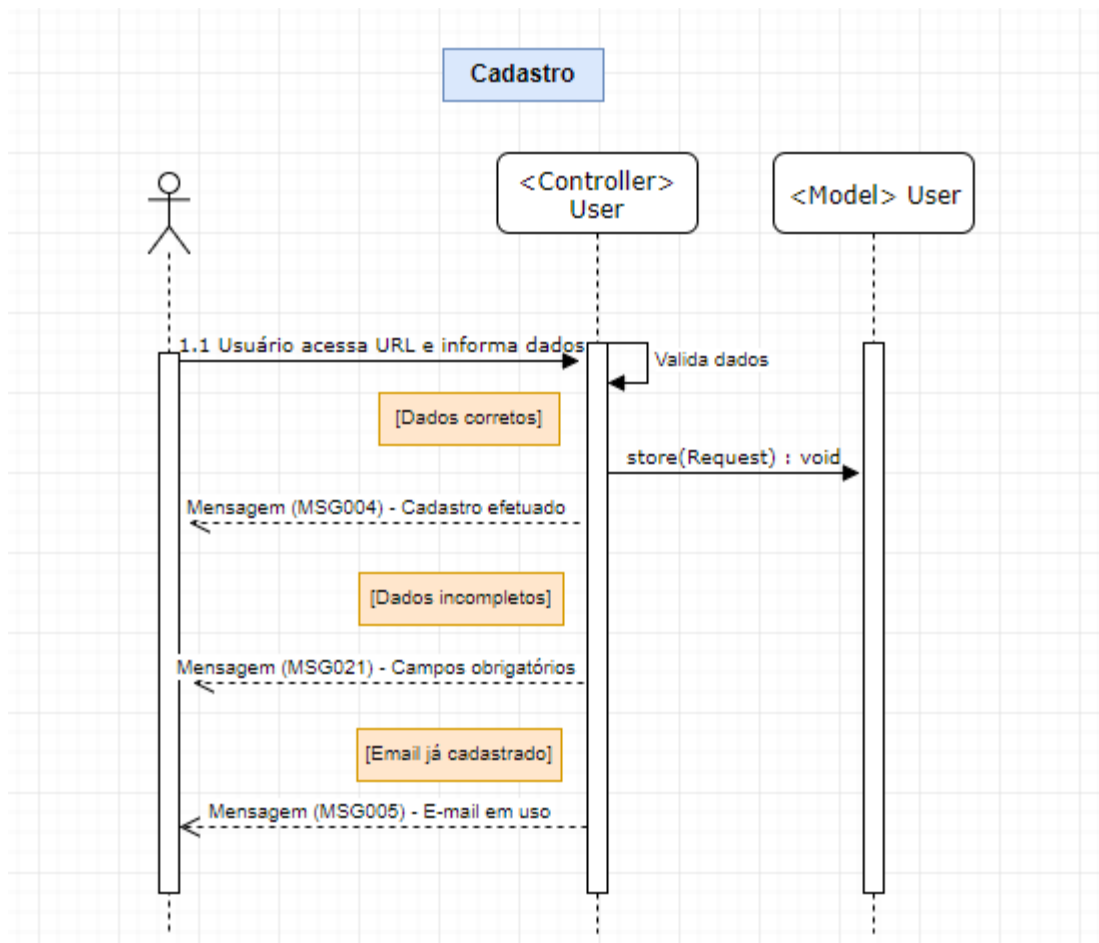 Cadastro
<Controller>
User
<Model> User
1.1 Usuário acessa URL e informa dados
Valida dados
[Dados corretos]
store(Request) : void
Mensagem (MSG004) - Cadastro efetuado
[Dados incompletos]
Mensagem (MSG021) - Campos obrigatórios
[Email já cadastrado]
Mensagem (MSG005) - E-mail em uso